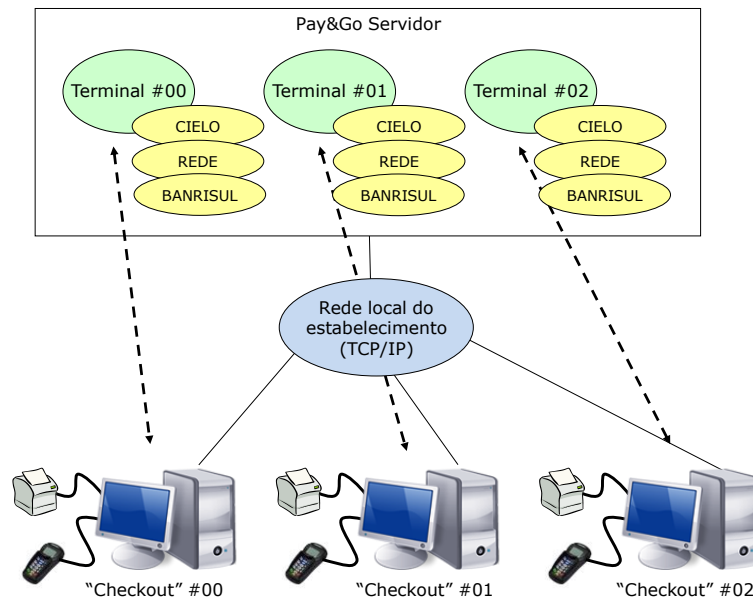 Pay&Go Servidor
Terminal #00
Terminal #01
Terminal #02
CIELO
CIELO
CIELO
REDE
REDE
REDE
BANRISUL
BANRISUL
BANRISUL
Rede local do
estabelecimento
(TCP/IP)
“Checkout” #00
“Checkout” #01
“Checkout” #02